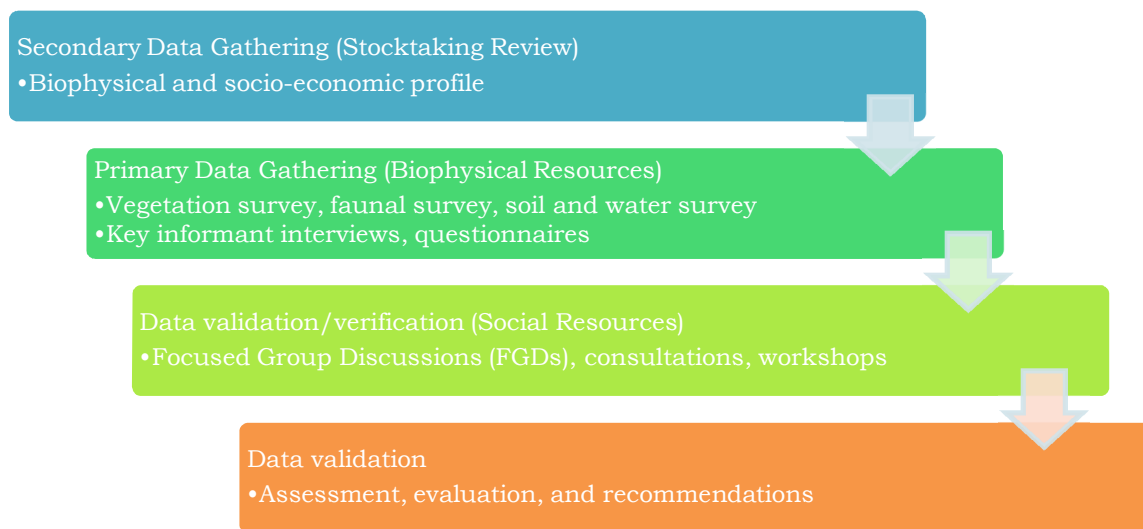 Secondary Data Gathering (Stocktaking Review)
•Biophysical and socio-economic profile
Primary Data Gathering (Biophysical Resources)
•Vegetation survey, faunal survey, soil and water survey
•Key informant interviews, questionnaires
Data validation/verification (Social Resources)
•Focused Group Discussions (FGDs), consultations, workshops
Data validation
•Assessment, evaluation, and recommendations